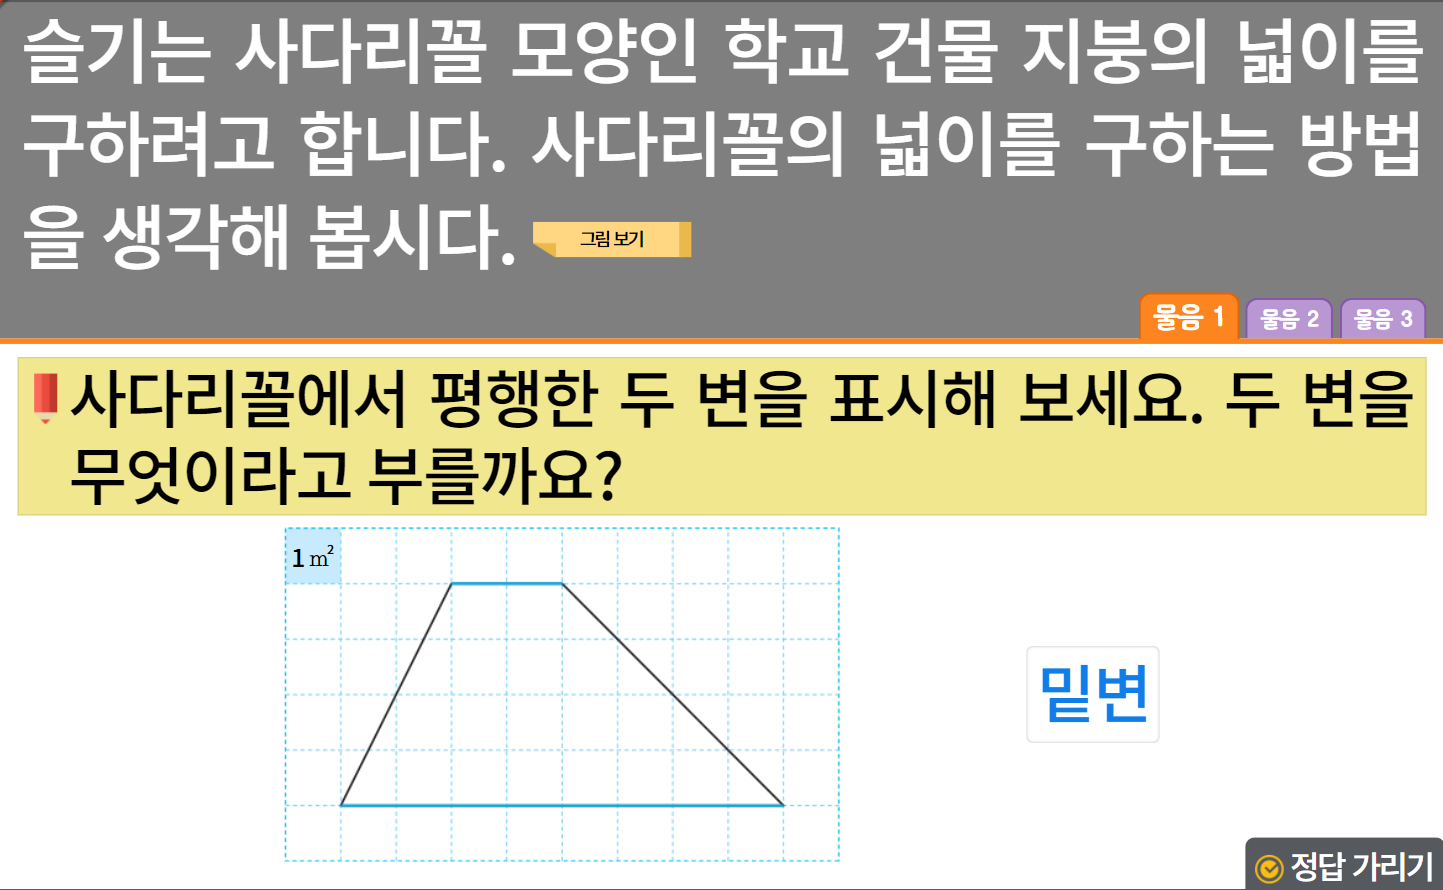 슬기는 사다리꼴 모양인 학교 건물 지붕의 넓이를
구하려고 합니다. 사다리꼴의 넓이를 구하는 방법
을 생각해 봅시다. 그림 보기
물음 1 물음 2 물음 3
사다리꼴에서 평행한 두 변을 표시해 보세요. 두 변을
무엇이라고 부를까요?
1 m²
밑변
정답 가리기